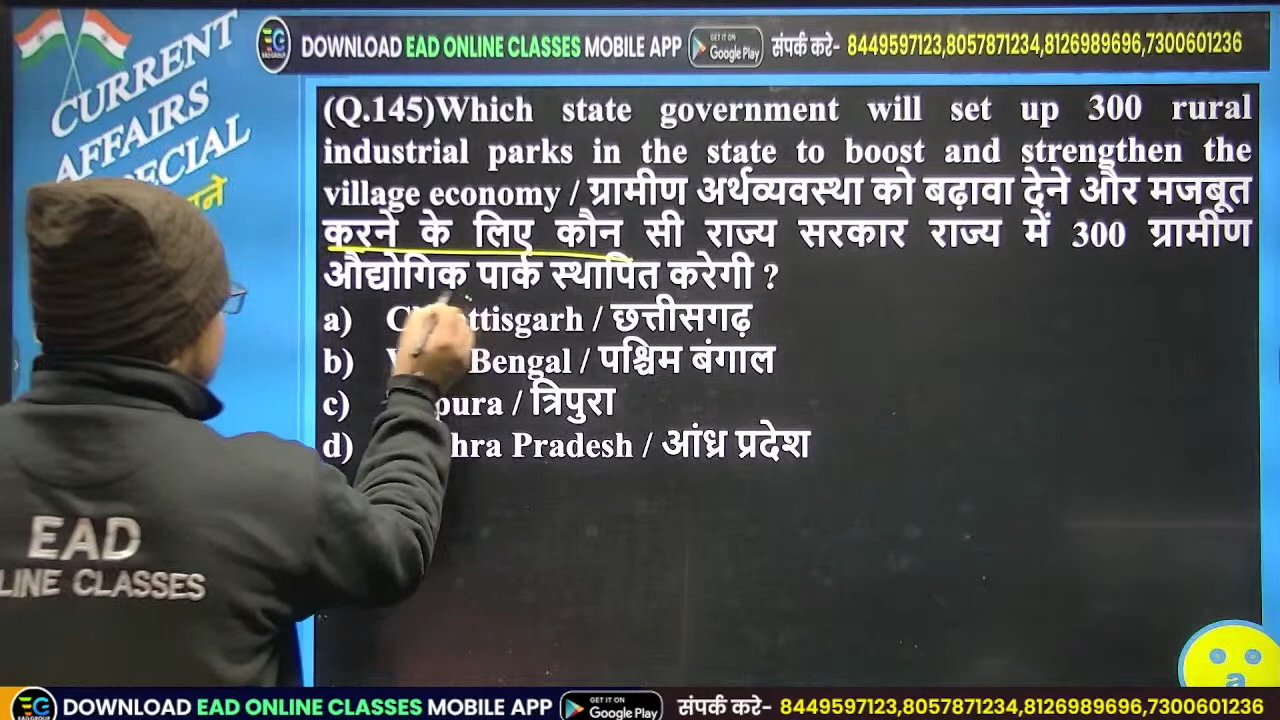 CURRENT
AFFAIRS
PECIAL
DOWNLOAD EAD ONLINE CLASSES MOBILE APP GET IT ON Google Play संपर्क करे- 8449597123,8057871234,8126989696,7300601236
(Q.145)Which state government will set up 300 rural
industrial parks in the state to boost and strengthen the
village economy / ग्रामीण अर्थव्यवस्था को बढ़ावा देने और मजबूत
करने के लिए कौन सी राज्य सरकार राज्य में 300 ग्रामीण
औद्योगिक पार्क स्थापित करेगी ?
a) ttisgarh / छत्तीसगढ़
b) Bengal / पश्चिम बंगाल
c) pura / त्रिपुरा
d) hra Pradesh / आंध्र प्रदेश
EAD
LINE CLASSES
a
DOWNLOAD EAD ONLINE CLASSES MOBILE APP GET IT ON Google Play संपर्क करे- 8449597123,8057871234,8126989696,7300601236